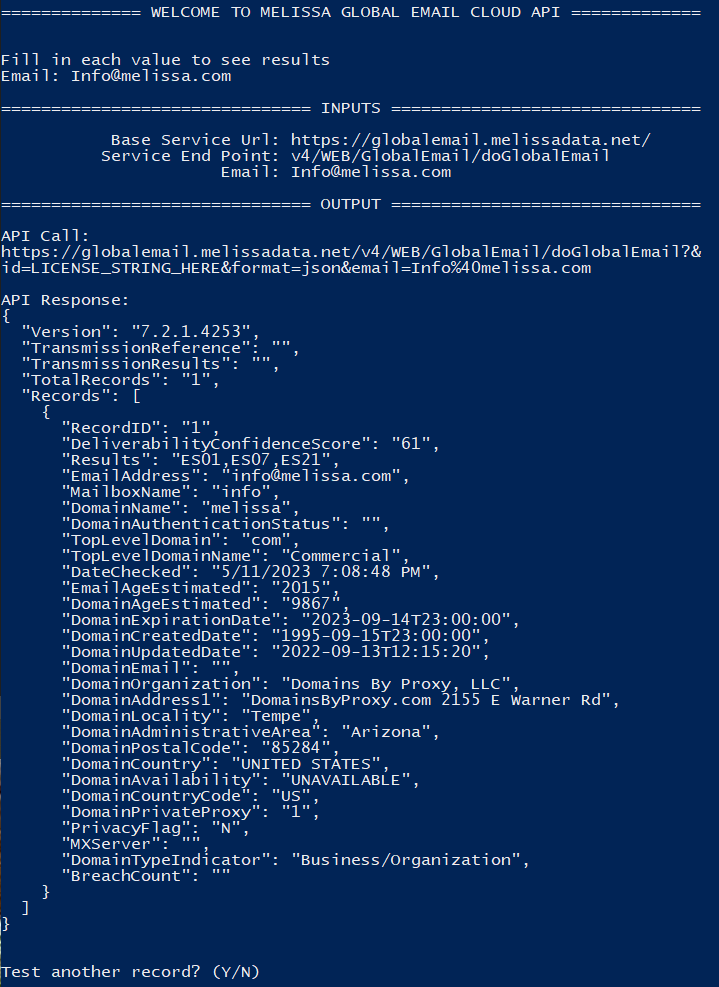 ============== WELCOME TO MELISSA GLOBAL EMAIL CLOUD API =============
Fill in each value to see results
Email: Info@melissa.com
=============================== INPUTS ===============================
Base Service Url: https://globalemail.melissadata.net/
Service End Point: v4/WEB/GlobalEmail/doGlobalEmail
Email: Info@melissa.com
=============================== OUTPUT ===============================
API Call:
https://globalemail.melissadata.net/v4/WEB/GlobalEmail/doGlobalEmail?&
id=LICENSE_STRING_HERE&format=json&email=Info%40melissa.com
API Response:
{
  "Version": "7.2.1.4253",
  "TransmissionReference": "",
  "TransmissionResults": "",
  "TotalRecords": "1",
  "Records": [
    {
      "RecordID": "1",
      "DeliverabilityConfidenceScore": "61",
      "Results": "ES01,ES07,ES21",
      "EmailAddress": "info@melissa.com",
      "MailboxName": "info",
      "DomainName": "melissa",
      "DomainAuthenticationStatus": "",
      "TopLevelDomain": "com",
      "TopLevelDomainName": "Commercial",
      "DateChecked": "5/11/2023 7:08:48 PM",
      "EmailAgeEstimated": "2015",
      "DomainAgeEstimated": "9867",
      "DomainExpirationDate": "2023-09-14T23:00:00",
      "DomainCreatedDate": "1995-09-15T23:00:00",
      "DomainUpdatedDate": "2022-09-13T12:15:20",
      "DomainEmail": "",
      "DomainOrganization": "Domains By Proxy, LLC",
      "DomainAddress1": "DomainsByProxy.com 2155 E Warner Rd",
      "DomainLocality": "Tempe",
      "DomainAdministrativeArea": "Arizona",
      "DomainPostalCode": "85284",
      "DomainCountry": "UNITED STATES",
      "DomainAvailability": "UNAVAILABLE",
      "DomainCountryCode": "US",
      "DomainPrivateProxy": "1",
      "PrivacyFlag": "N",
      "MXServer": "",
      "DomainTypeIndicator": "Business/Organization",
      "BreachCount": ""
    }
  ]
}
Test another record? (Y/N)